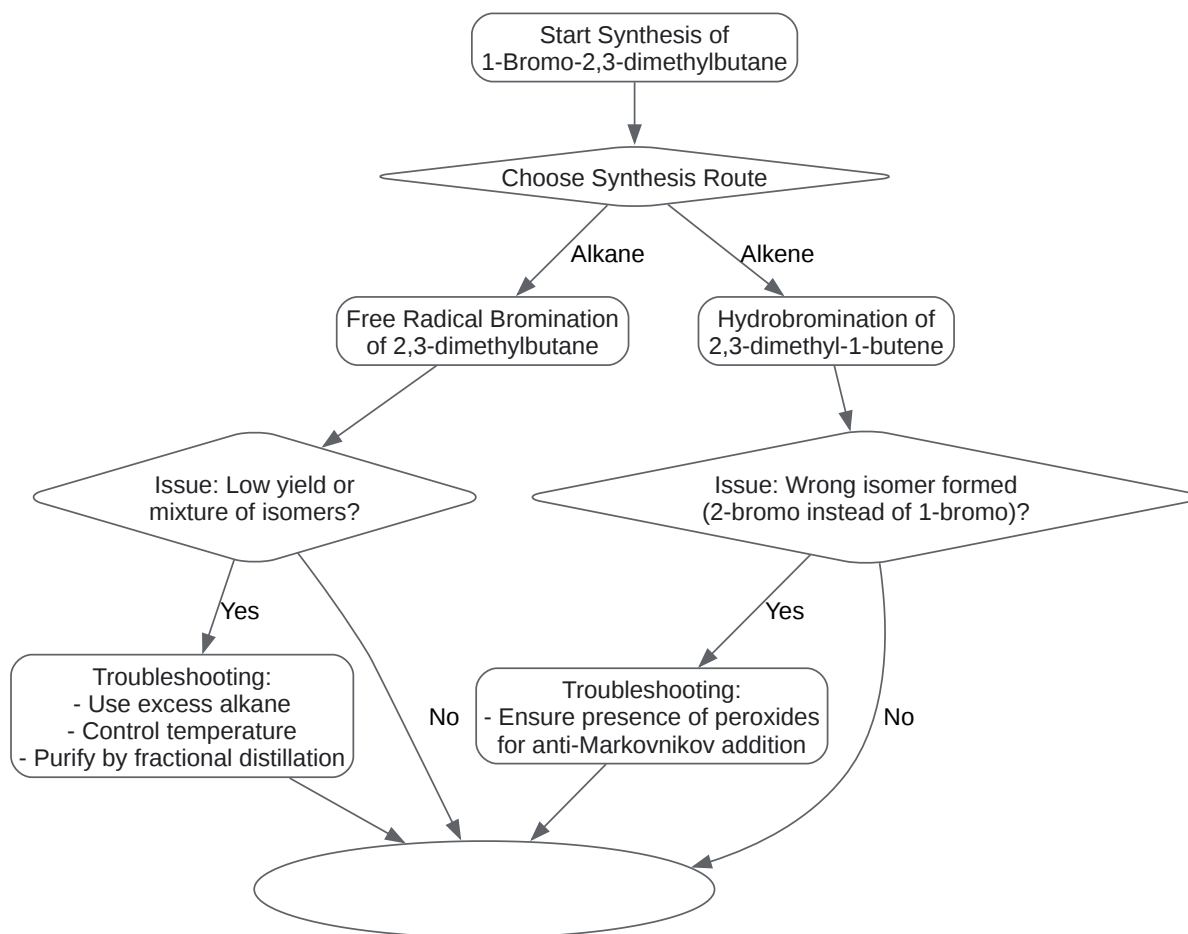 Start Synthesis of
1-Bromo-2,3-dimethylbutane
Choose Synthesis Route
Alkane
Alkene
Free Radical Bromination
of 2,3-dimethylbutane
Hydrobromination of
2,3-dimethyl-1-butene
Issue: Low yield or
mixture of isomers?
Issue: Wrong isomer formed
(2-bromo instead of 1-bromo)?
Yes
Yes
Troubleshooting:
- Use excess alkane
- Control temperature
- Purify by fractional distillation
No
Troubleshooting:
- Ensure presence of peroxides
for anti-Markovnikov addition
No